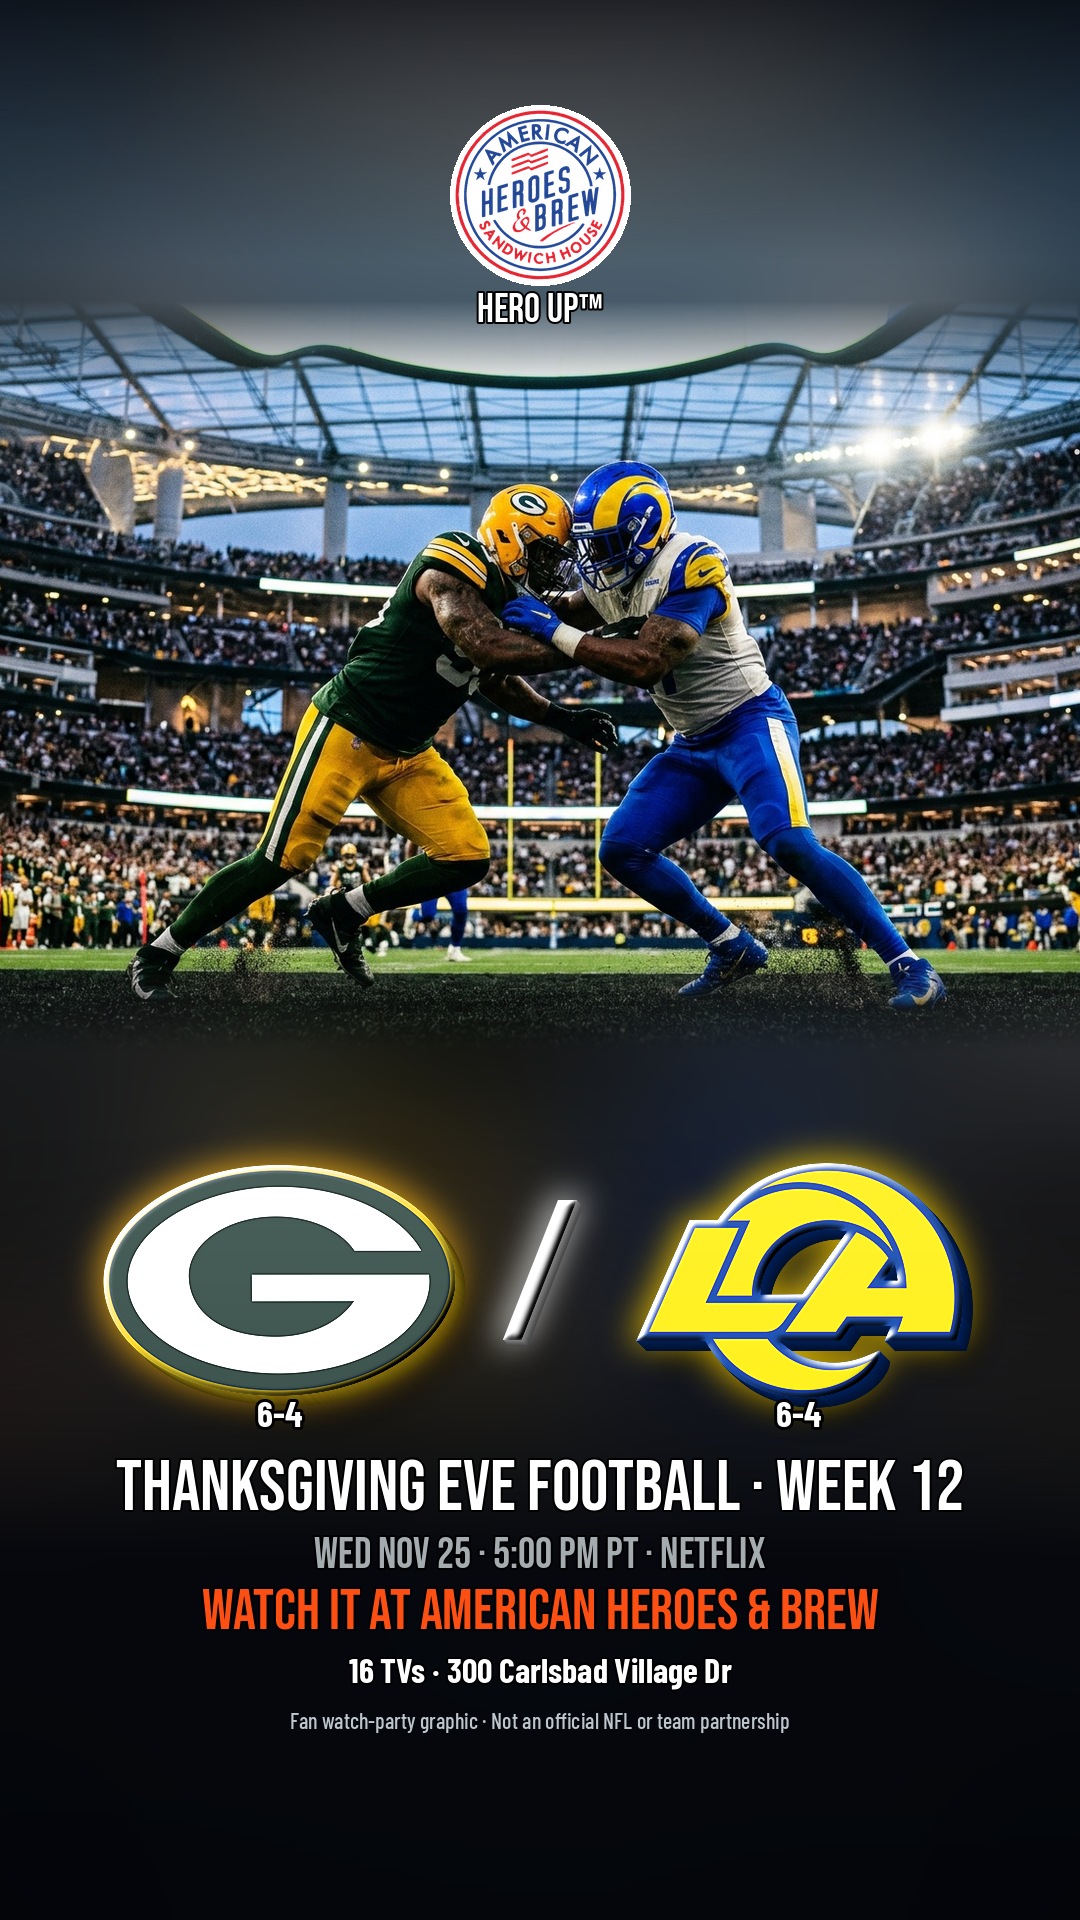 AMERICAN
HEROES
& BREW
SANDWICH HOUSE
HERO UP™
G
G
LA
6-4
6-4
THANKSGIVING EVE FOOTBALL · WEEK 12
WED NOV 25 · 5:00 PM PT · NETFLIX
WATCH IT AT AMERICAN HEROES & BREW
16 TVs · 300 Carlsbad Village Dr
Fan watch-party graphic · Not an official NFL or team partnership